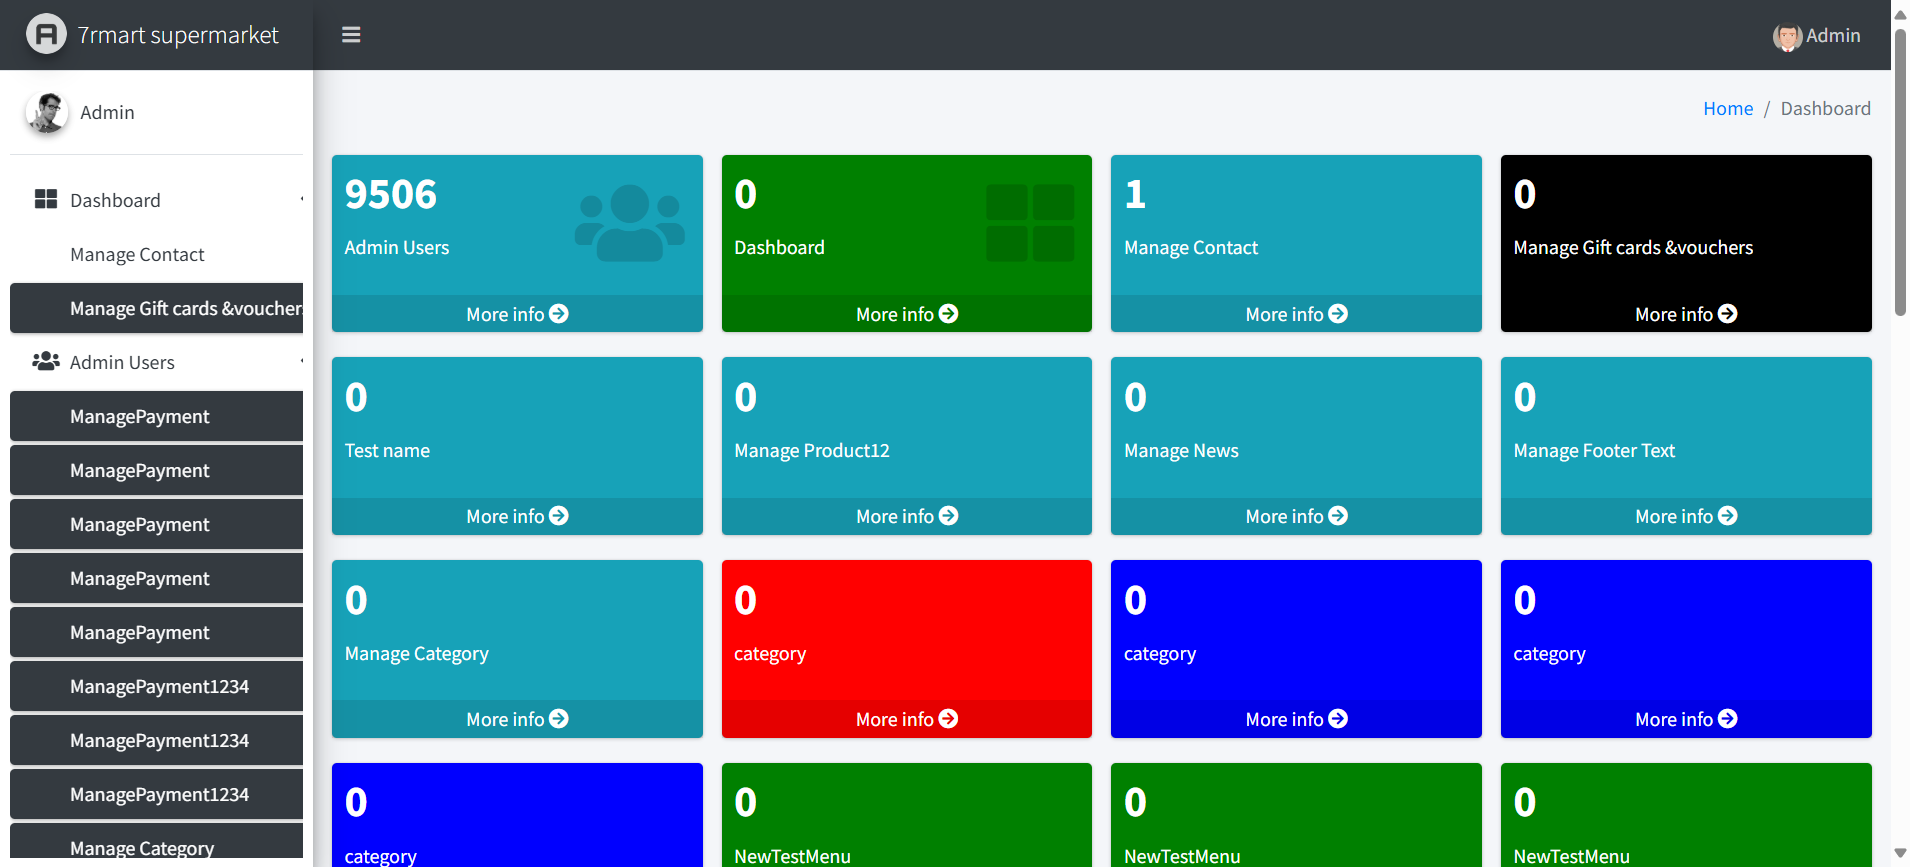 7rmart supermarket
Admin
Admin
Home / Dashboard
Dashboard
Manage Contact
Manage Gift cards &voucher
Admin Users
ManagePayment
ManagePayment
ManagePayment
ManagePayment
ManagePayment
ManagePayment1234
ManagePayment1234
ManagePayment1234
Manage Category
9506
Admin Users
More info
0
Dashboard
More info
1
Manage Contact
More info
0
Manage Gift cards &vouchers
More info
0
Test name
More info
0
Manage Product12
More info
0
Manage News
More info
0
Manage Footer Text
More info
0
Manage Category
More info
0
category
More info
0
category
More info
0
category
More info
0
category
0
NewTestMenu
0
NewTestMenu
0
NewTestMenu